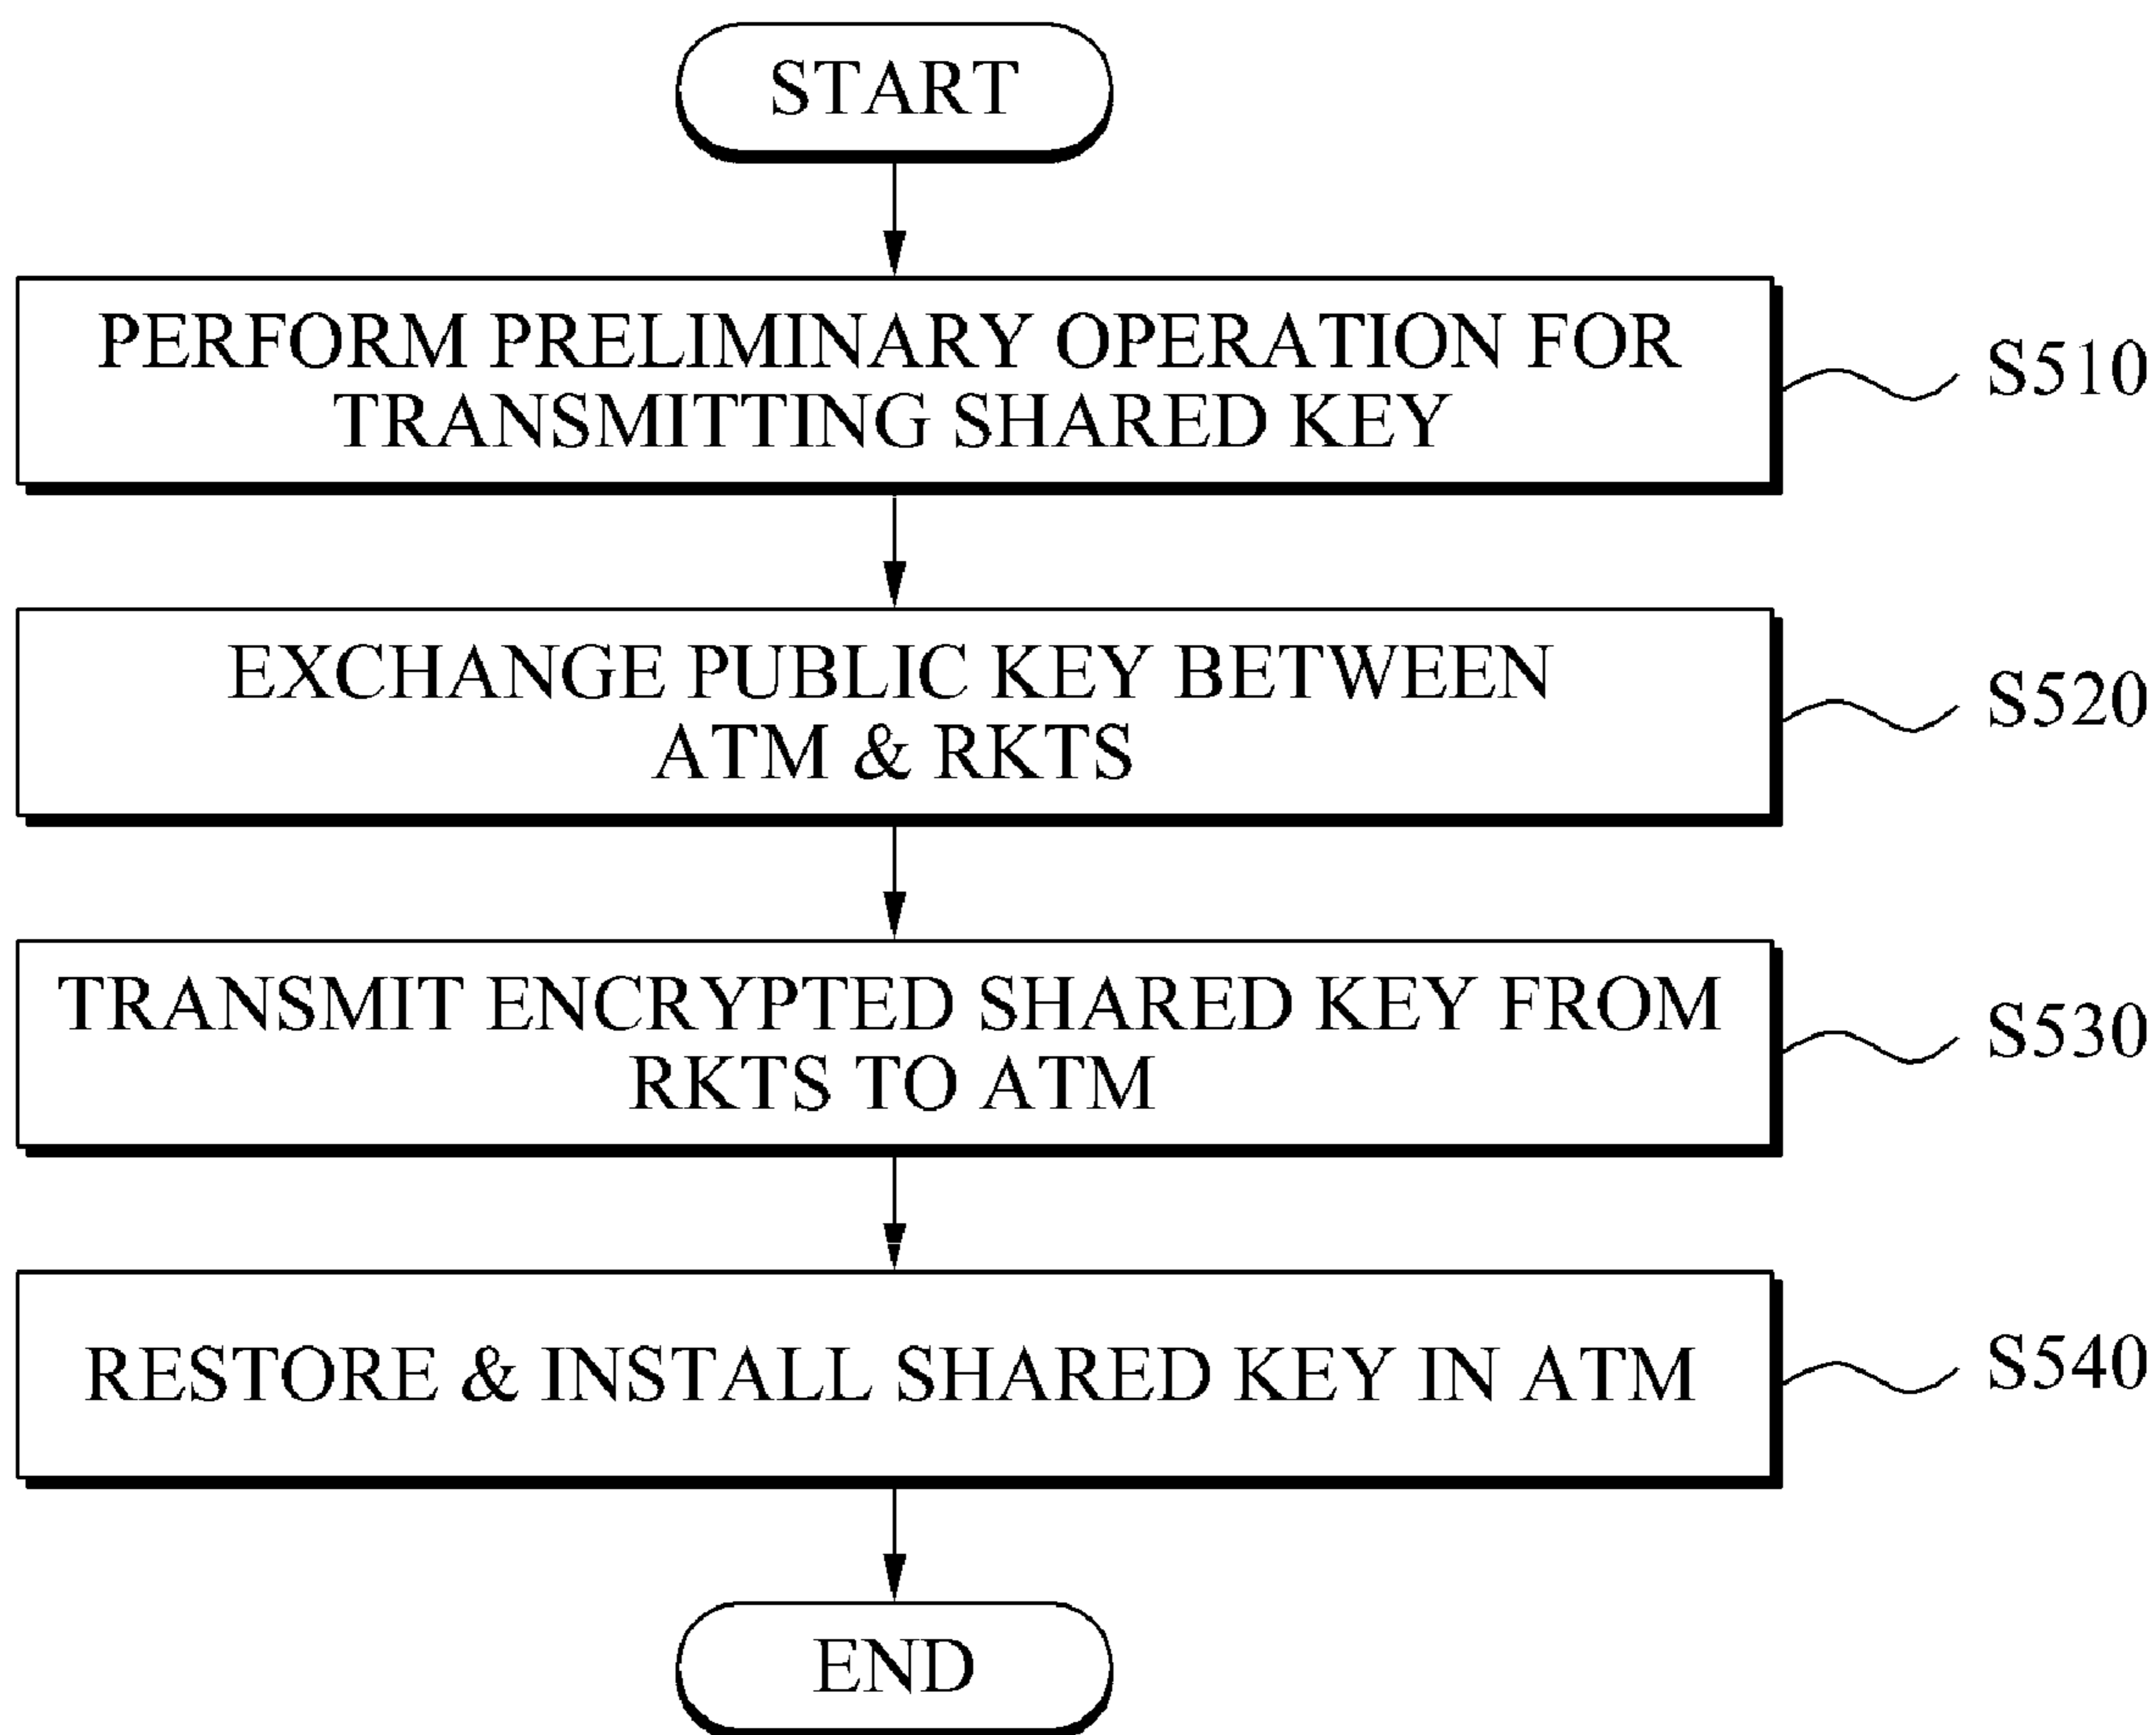 START
PERFORM PRELIMINARY OPERATION FOR
TRANSMITTING SHARED KEY
S510
EXCHANGE PUBLIC KEY BETWEEN
ATM & RKTS
S520
TRANSMIT ENCRYPTED SHARED KEY FROM
RKTS TO ATM
S530
RESTORE & INSTALL SHARED KEY IN ATM
S540
END